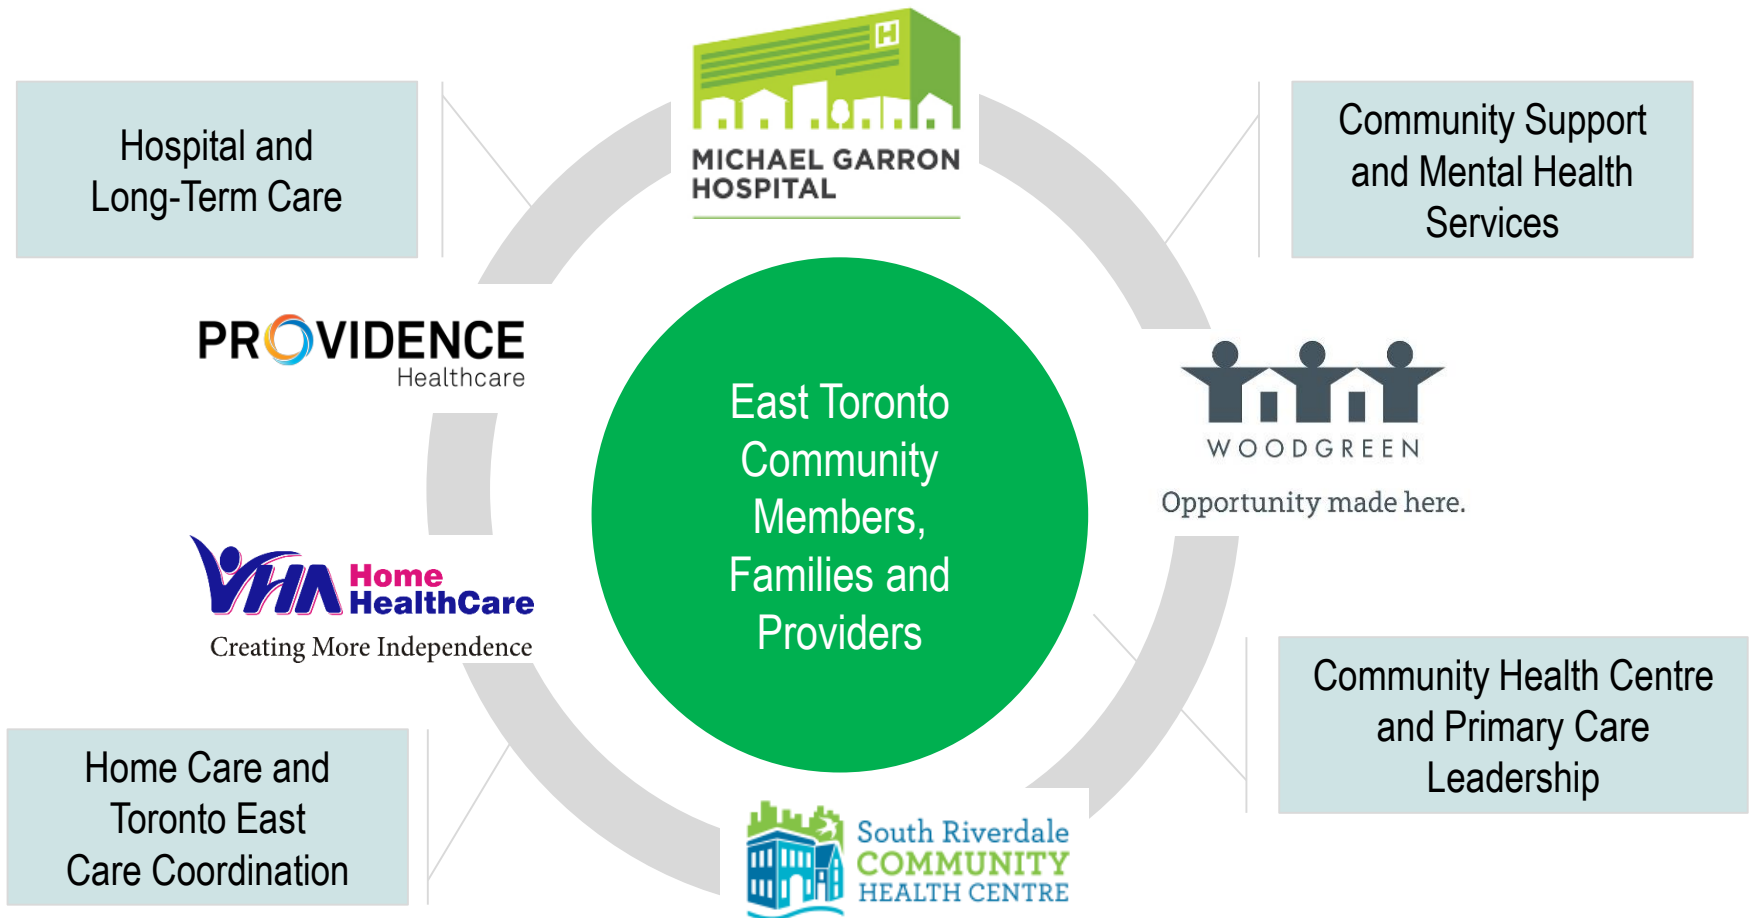 H
MICHAEL GARRON
HOSPITAL
Hospital and
Long-Term Care
Community Support
and Mental Health
Services
PROVIDENCE
Healthcare
East Toronto
Community
Members,
Families and
Providers
WOODGREEN
Opportunity made here.
VHA Home
HealthCare
Creating More Independence
Community Health Centre
and Primary Care
Leadership
Home Care and
Toronto East
Care Coordination
South Riverdale
COMMUNITY
HEALTH CENTRE